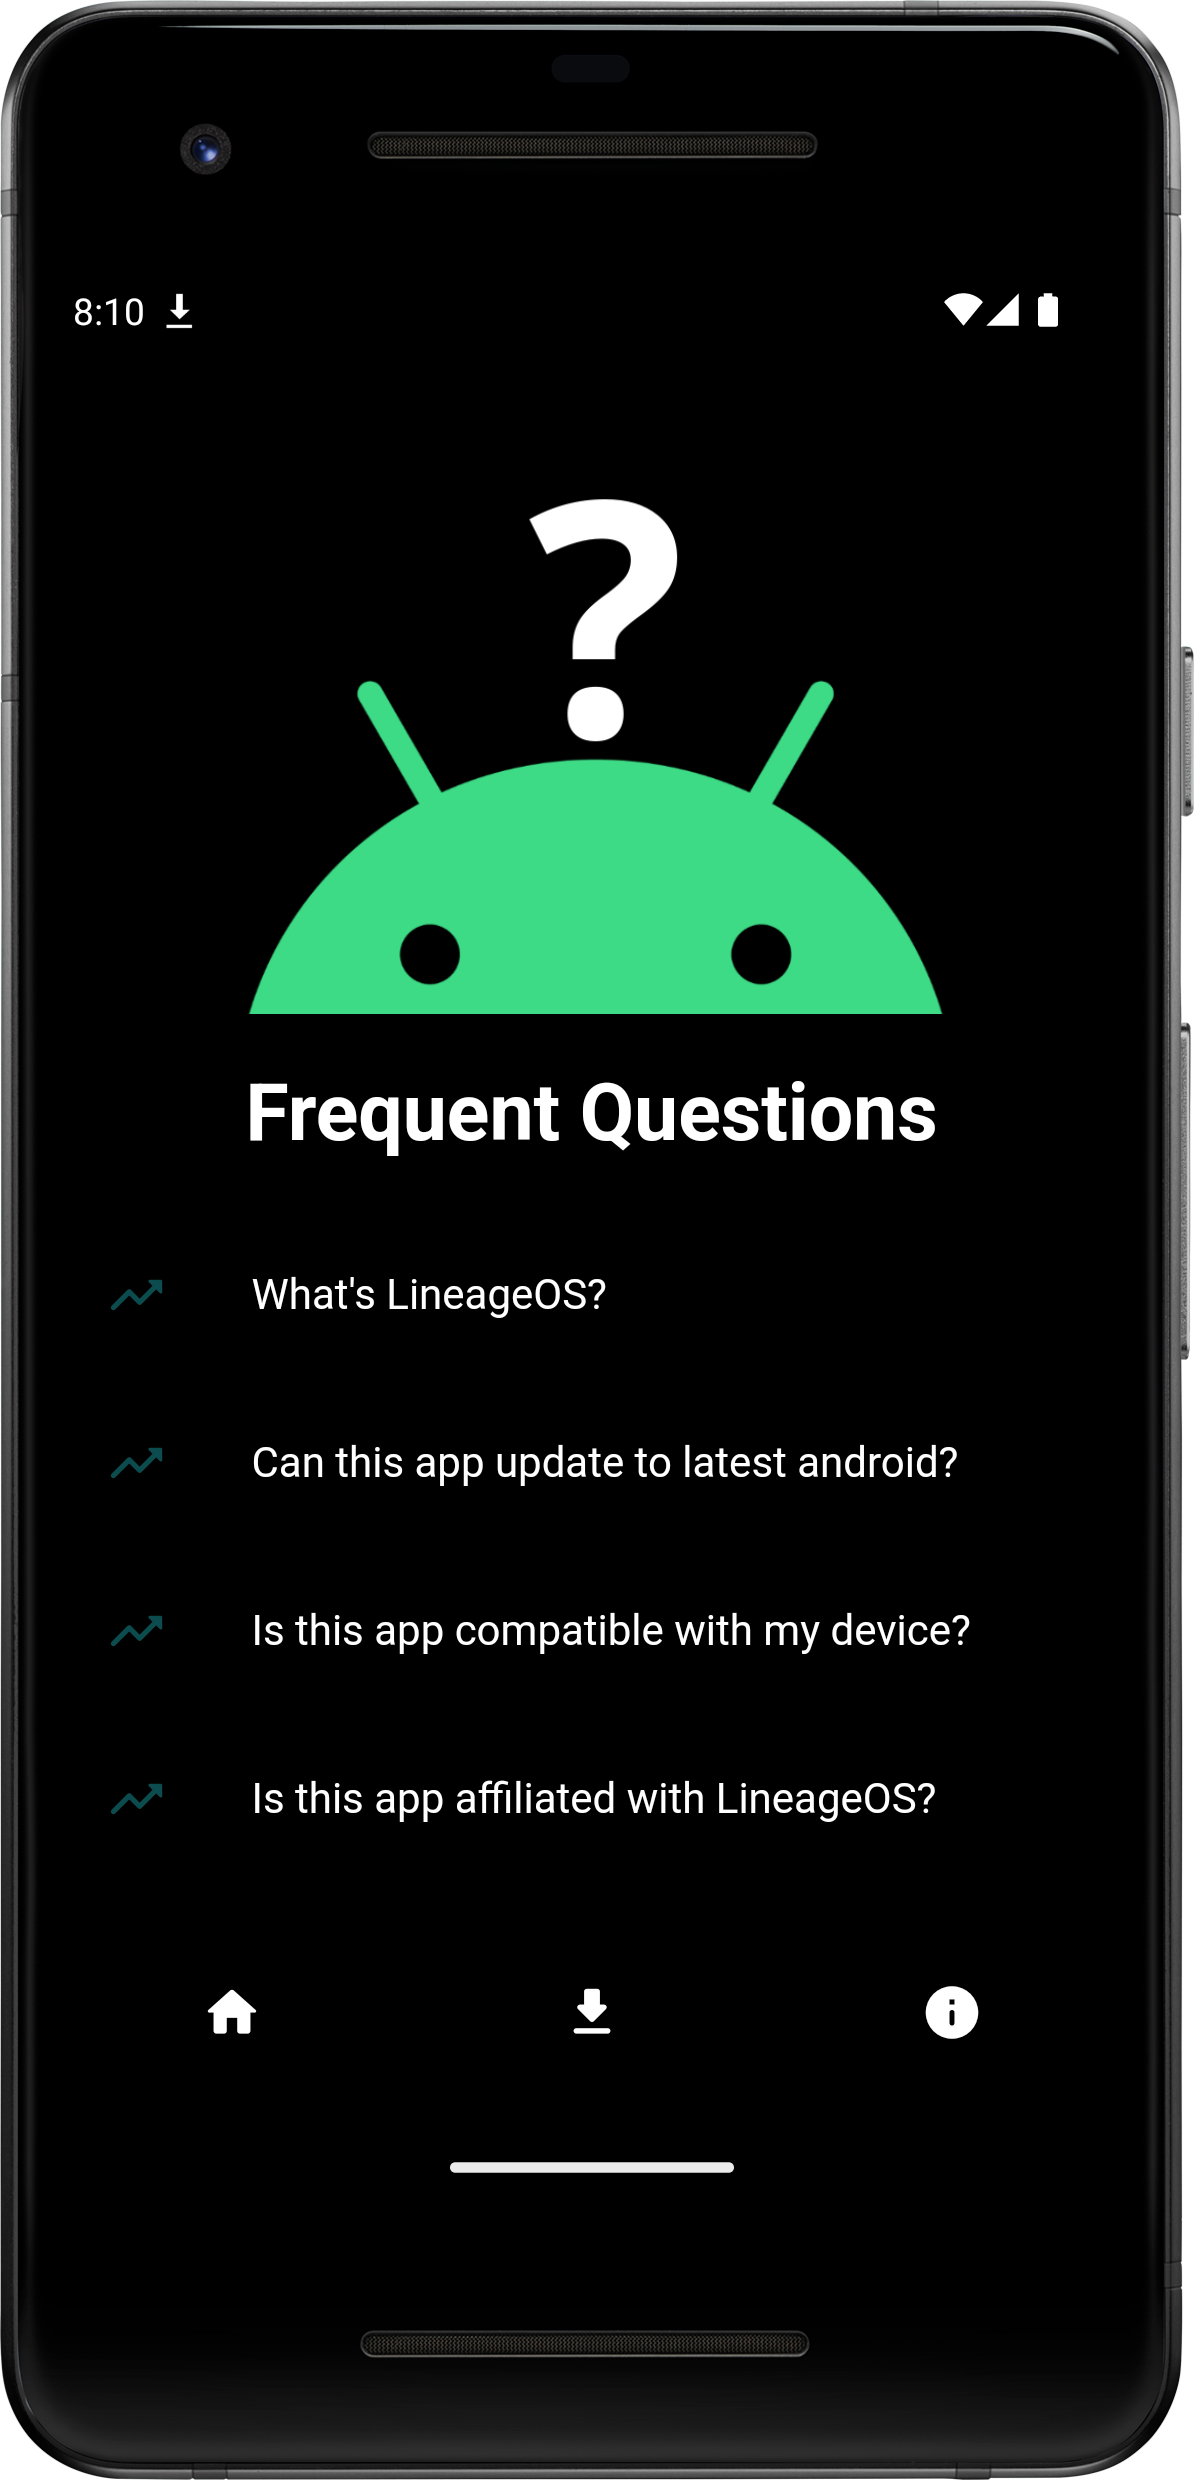 8:10
?
Frequent Questions
What's LineageOS?
Can this app update to latest android?
Is this app compatible with my device?
Is this app affiliated with LineageOS?